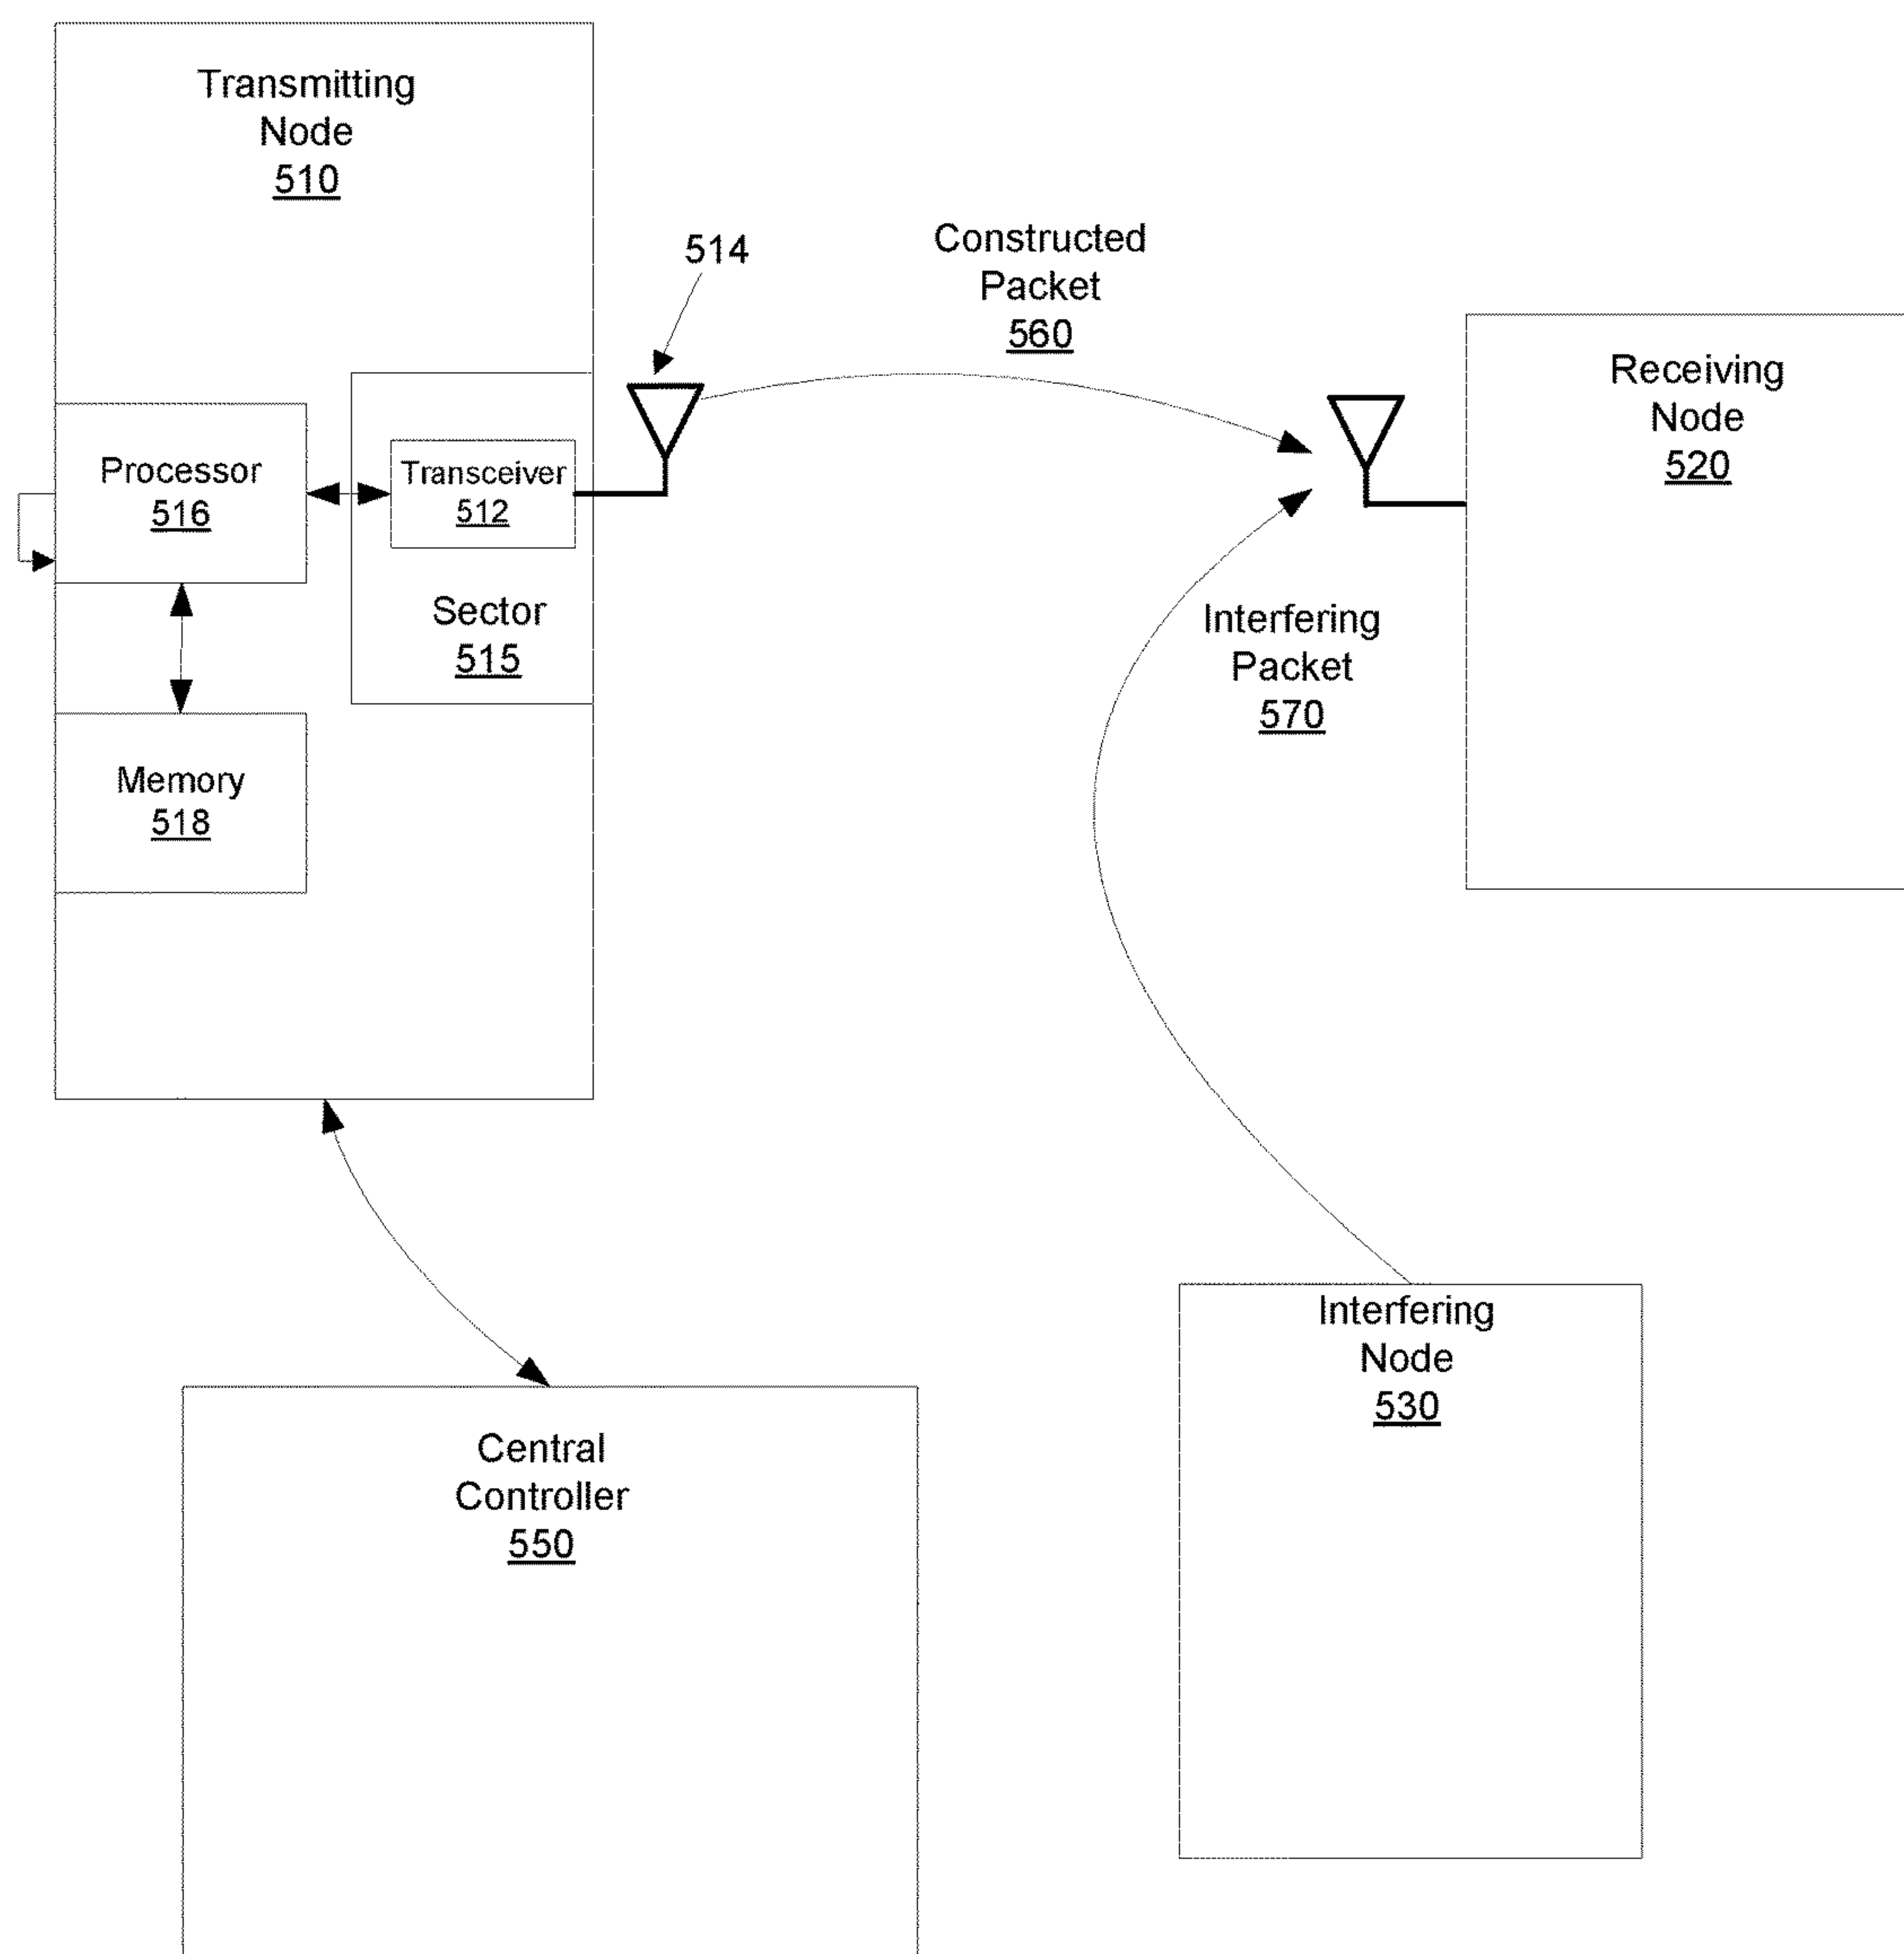 Transmitting
Node
510
514
Constructed
Packet
560
Receiving
Node
520
Processor
516
Transceiver
512
Sector
515
Interfering
Packet
570
Memory
518
Interfering
Node
530
Central
Controller
550